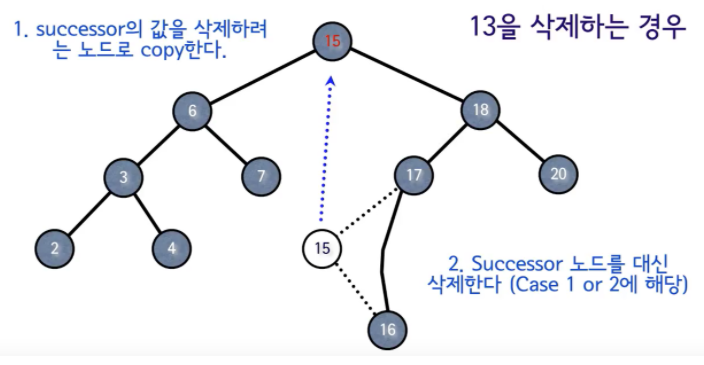 1. successor의 값을 삭제하려
는 노드로 copy한다.
13을 삭제하는 경우
15
6
18
3
7
17
20
2
4
15
2. Successor 노드를 대신
삭제한다 (Case 1 or 2에 해당)
16